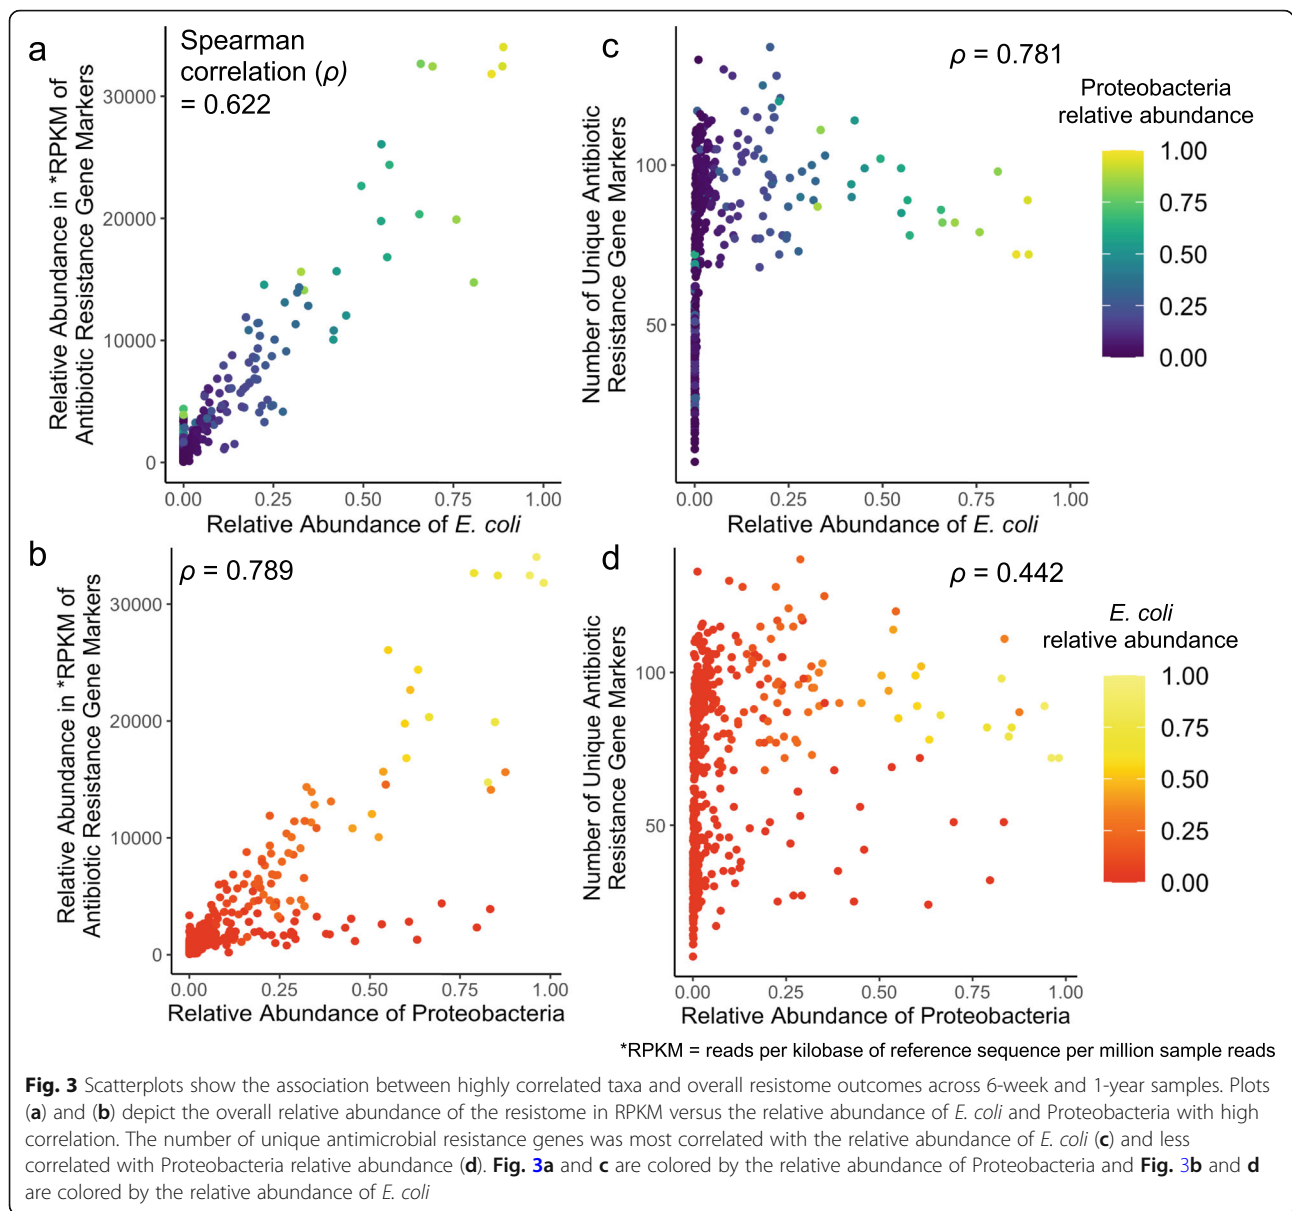 a
Spearman
correlation (ρ)
= 0.622
Relative Abundance in *RPKM of
Antibiotic Resistance Gene Markers
30000
20000
10000
0
0.00 0.25 0.50 0.75 1.00
Relative Abundance of E. coli
c
ρ = 0.781
Number of Unique Antibiotic
Resistance Gene Markers
100
50
0.00 0.25 0.50 0.75 1.00
Relative Abundance of E. coli
Proteobacteria
relative abundance
1.00
0.75
0.50
0.25
0.00
b
ρ = 0.789
Relative Abundance in *RPKM of
Antibiotic Resistance Gene Markers
30000
20000
10000
0
0.00 0.25 0.50 0.75 1.00
Relative Abundance of Proteobacteria
d
ρ = 0.442
Number of Unique Antibiotic
Resistance Gene Markers
100
50
0.00 0.25 0.50 0.75 1.00
Relative Abundance of Proteobacteria
E. coli
relative abundance
1.00
0.75
0.50
0.25
0.00
*RPKM = reads per kilobase of reference sequence per million sample reads
Fig. 3 Scatterplots show the association between highly correlated taxa and overall resistome outcomes across 6-week and 1-year samples. Plots
(a) and (b) depict the overall relative abundance of the resistome in RPKM versus the relative abundance of E. coli and Proteobacteria with high
correlation. The number of unique antimicrobial resistance genes was most correlated with the relative abundance of E. coli (c) and less
correlated with Proteobacteria relative abundance (d). Fig. 3a and c are colored by the relative abundance of Proteobacteria and Fig. 3b and d
are colored by the relative abundance of E. coli